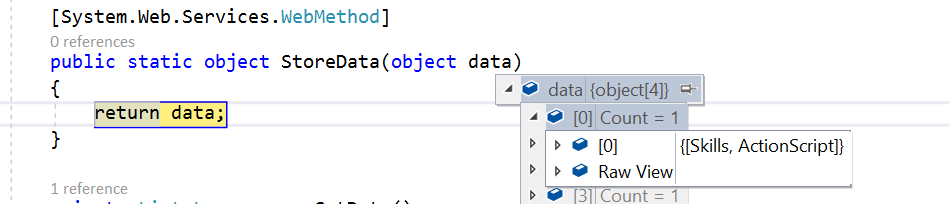 [System.Web.Services.WebMethod]
0 references
public static object StoreData(object data)
{
data {object[4]}
return data;
[0] Count = 1
}
[0] {[Skills, ActionScript]}
Raw View
1 reference
[3] Count = 1